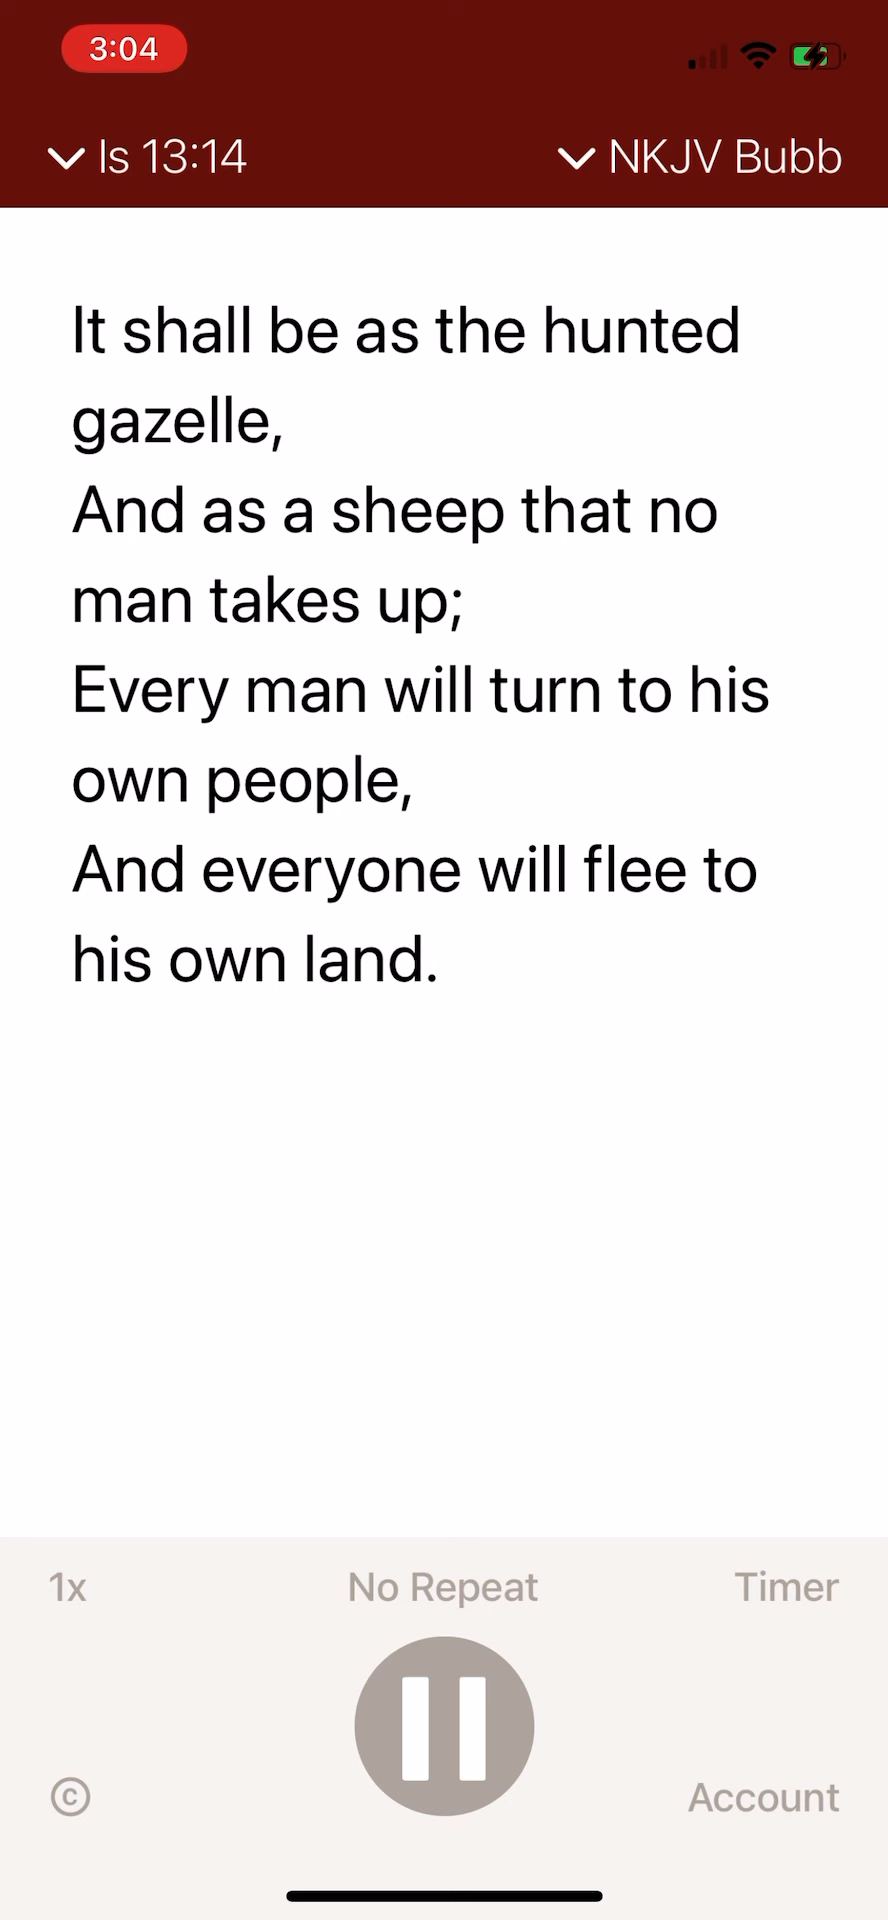 3:04
Is 13:14
NKJV Bubb
It shall be as the hunted
gazelle,
And as a sheep that no
man takes up;
Every man will turn to his
own people,
And everyone will flee to
his own land.
1x
No Repeat
Timer
©
Account